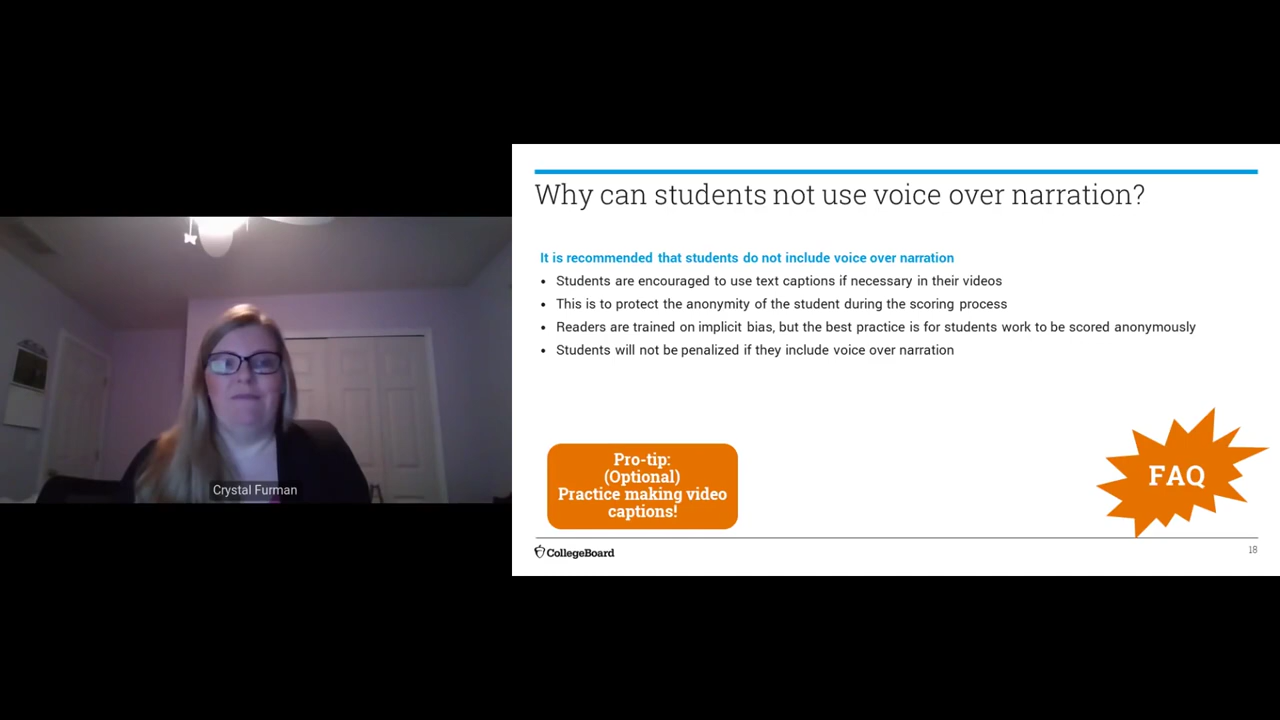 Why can students not use voice over narration?
It is recommended that students do not include voice over narration
• Students are encouraged to use text captions if necessary in their videos
• This is to protect the anonymity of the student during the scoring process
• Readers are trained on implicit bias, but the best practice is for students work to be scored anonymously
• Students will not be penalized if they include voice over narration
Pro-tip:
(Optional)
Practice making video
captions!
FAQ
Crystal Furman
CollegeBoard
18